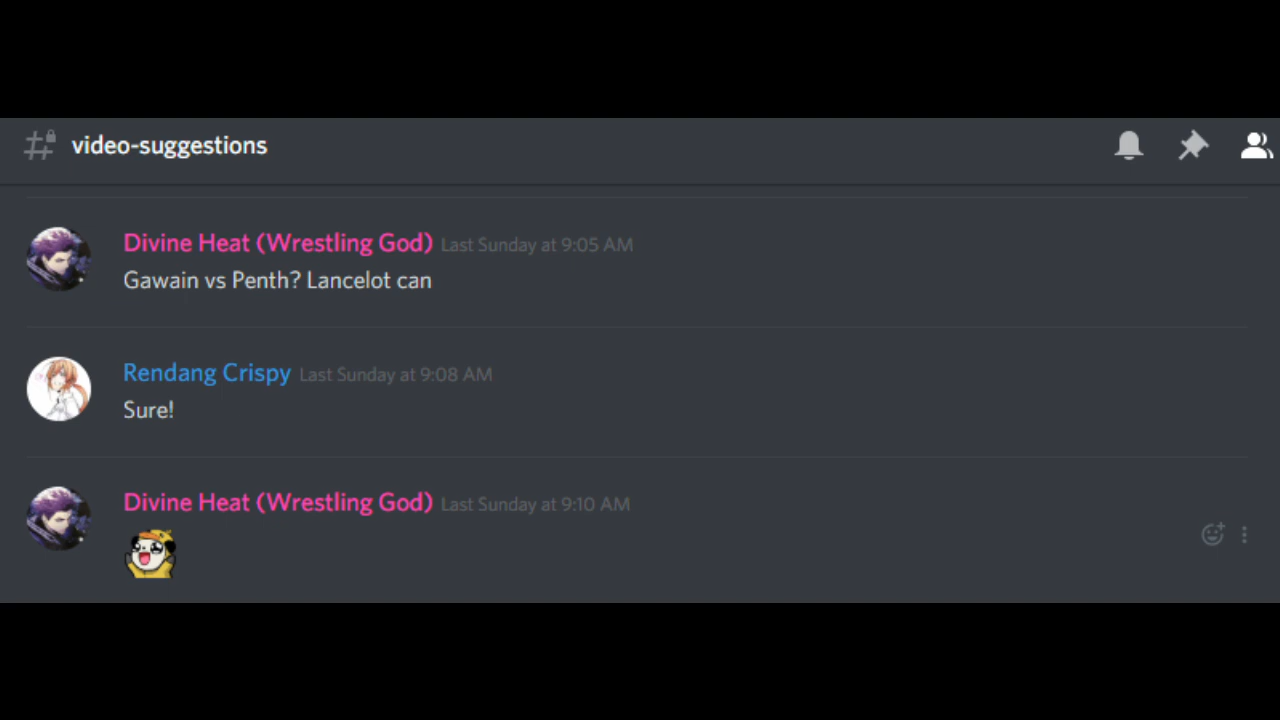 video-suggestions
Divine Heat (Wrestling God) Last Sunday at 9:05 AM
Gawain vs Penth? Lancelot can
Rendang Crispy Last Sunday at 9:08 AM
Sure!
Divine Heat (Wrestling God) Last Sunday at 9:10 AM